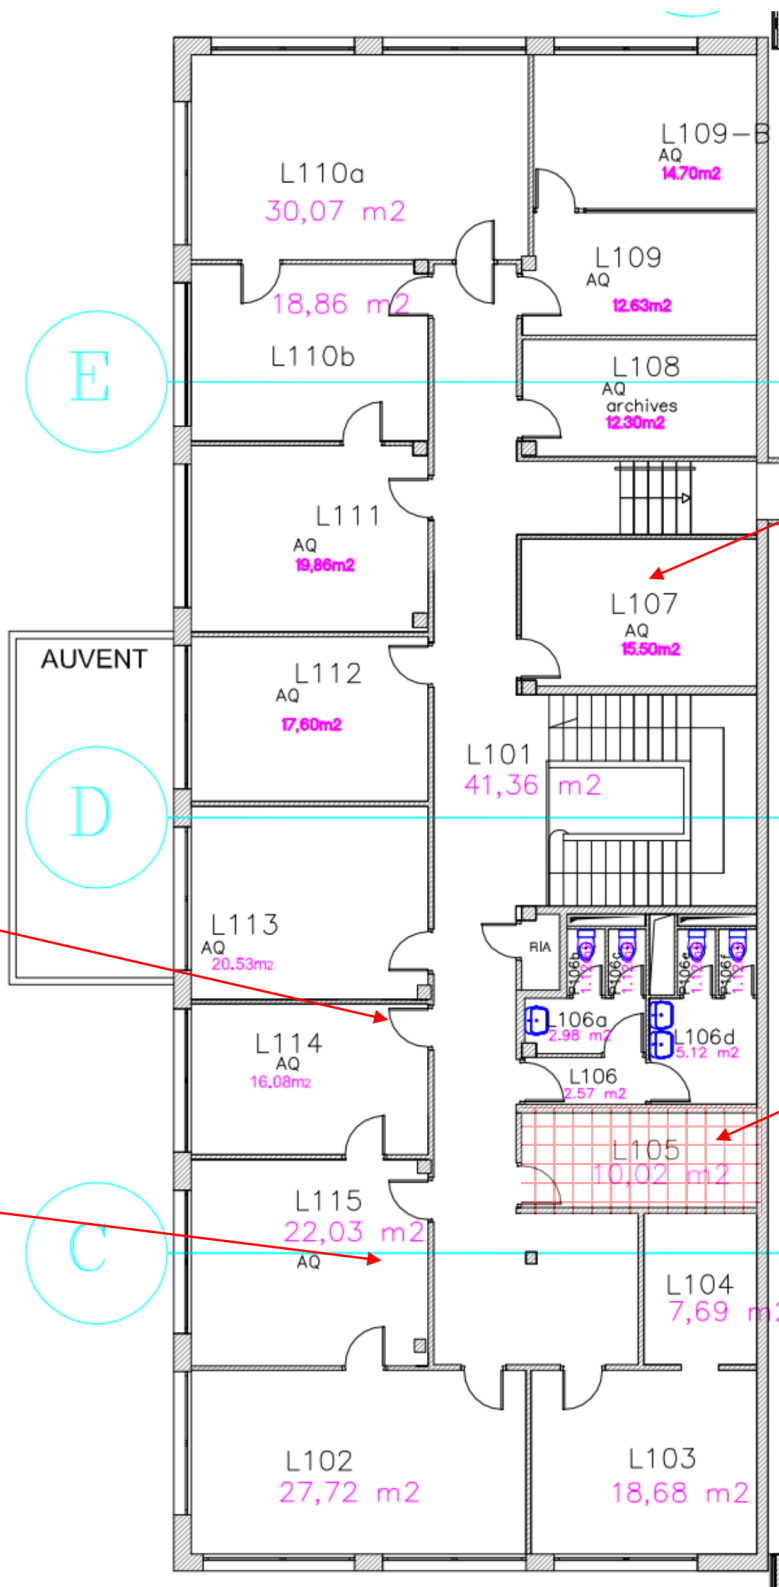 L110a
30,07 m2
L109-B
AQ
14.70m2
L109
AQ
12.63m2
18,86 m2
L110b
E
L108
AQ
archives
12.30m2
L111
AQ
19,86m2
L107
AQ
15.50m2
AUVENT
L112
AQ
17,60m2
L101
41,36 m2
D
L113
AQ
20.53m2
RIA
L106a
2.98 m2
L106d
5.12 m2
L106
2.57 m2
L114
AQ
16.08m2
L105
10,02 m2
L115
22,03 m2
AQ
C
L104
7,69 m2
L102
27,72 m2
L103
18,68 m2